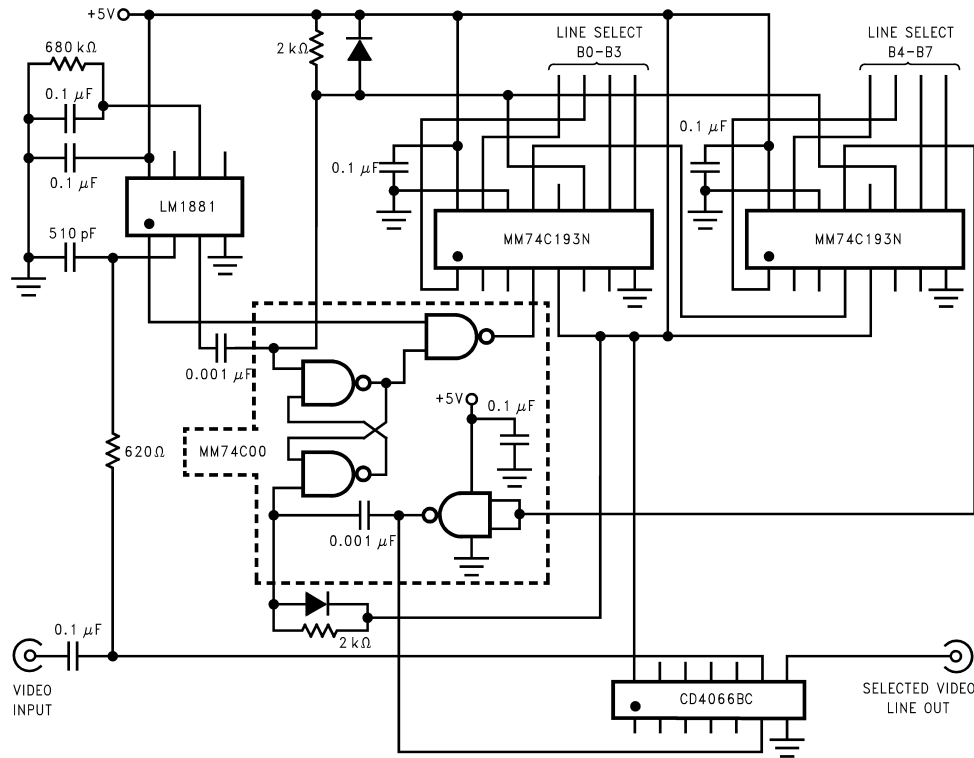 +5V
680 kΩ
2 kΩ
LINE SELECT
B0-B3
LINE SELECT
B4-B7
0.1 μF
0.1 μF
0.1 μF
0.1 μF
LM1881
MM74C193N
MM74C193N
510 pF
0.001 μF
+5V
0.1 μF
620Ω
MM74C00
0.001 μF
2 kΩ
0.1 μF
VIDEO
INPUT
CD4066BC
SELECTED VIDEO
LINE OUT